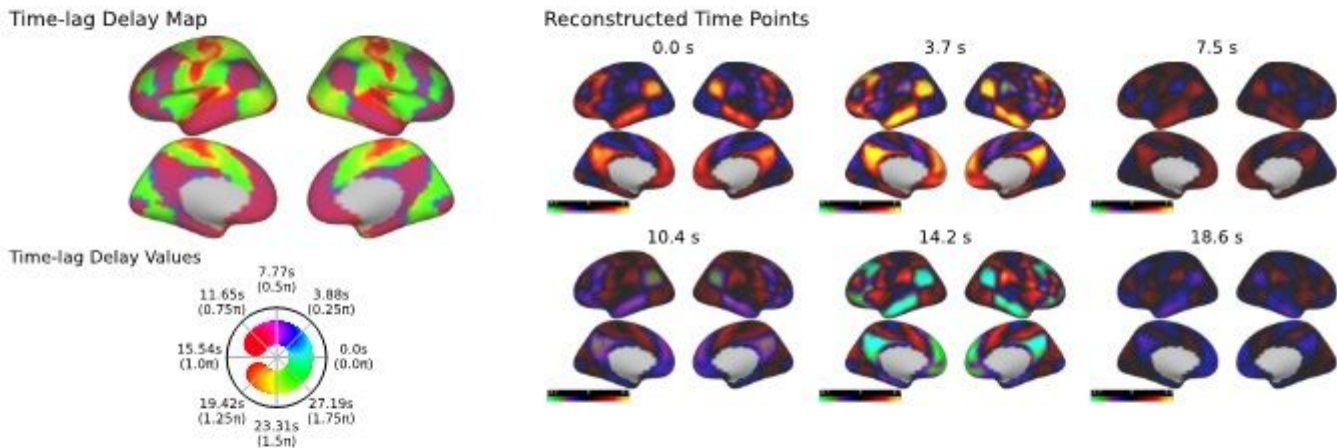 Time-lag Delay Map
Reconstructed Time Points
0.0 s
3.7 s
7.5 s
10.4 s
14.2 s
18.6 s
Time-lag Delay Values
7.77s
(0.5π)
11.65s
(0.75π)
3.88s
(0.25π)
15.54s
(1.0π)
0.0s
(0.0π)
19.42s
(1.25π)
27.19s
(1.75π)
23.31s
(1.5π)